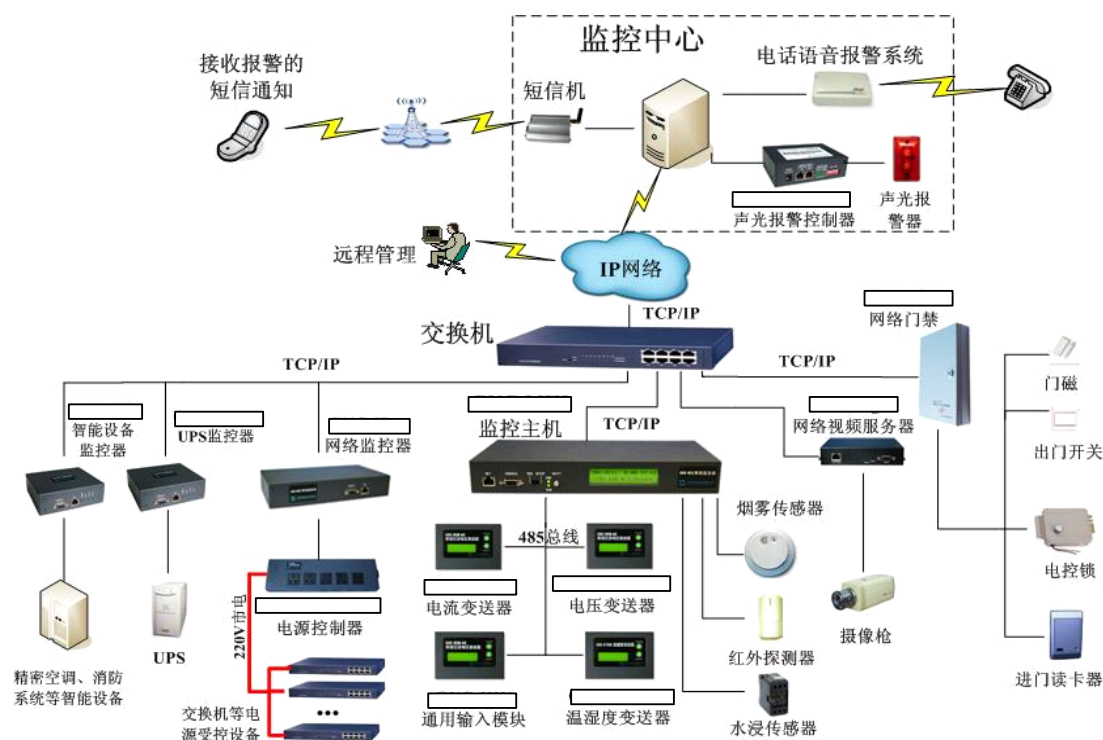 监控中心
电话语音报警系统
接收报警的
短信通知
短信机
声光报警控制器
声光报
警器
远程管理
IP网络
TCP/IP
网络门禁
交换机
TCP/IP
TCP/IP
门磁
智能设备
监控器
UPS监控器
网络监控器
监控主机
TCP/IP
网络视频服务器
出门开关
烟雾传感器
485总线
电控锁
电流变送器
电压变送器
220V市电
电源控制器
摄像枪
UPS
红外探测器
精密空调、消防
系统等智能设备
进门读卡器
交换机等电
源受控设备
通用输入模块
温湿度变送器
水浸传感器